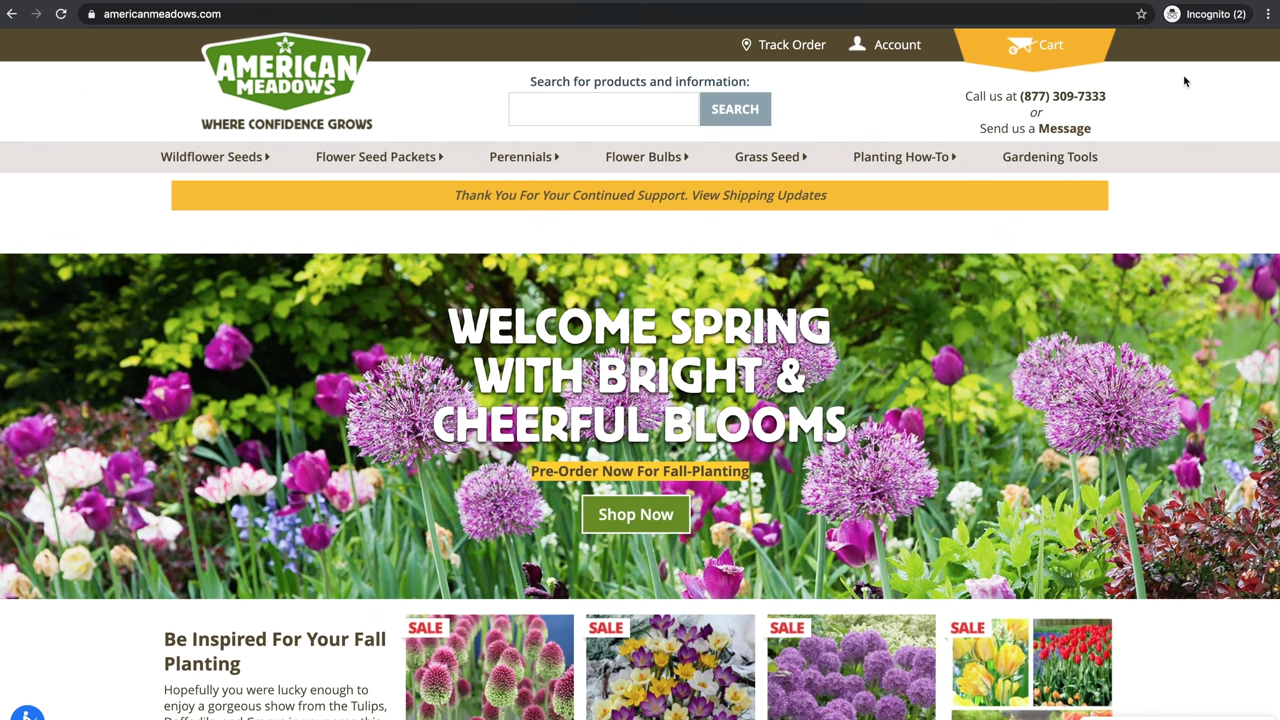 americanmeadows.com
Incognito (2)
Track Order
Account
Cart
AMERICAN
MEADOWS
WHERE CONFIDENCE GROWS
Search for products and information:
SEARCH
Call us at (877) 309-7333
or
Send us a Message
Wildflower Seeds
Flower Seed Packets
Perennials
Flower Bulbs
Grass Seed
Planting How-To
Gardening Tools
Thank You For Your Continued Support. View Shipping Updates
WELCOME SPRING
WITH BRIGHT &
CHEERFUL BLOOMS
Pre-Order Now For Fall-Planting
Shop Now
Be Inspired For Your Fall
Planting
Hopefully you were lucky enough to
enjoy a gorgeous show from the Tulips,
SALE
SALE
SALE
SALE